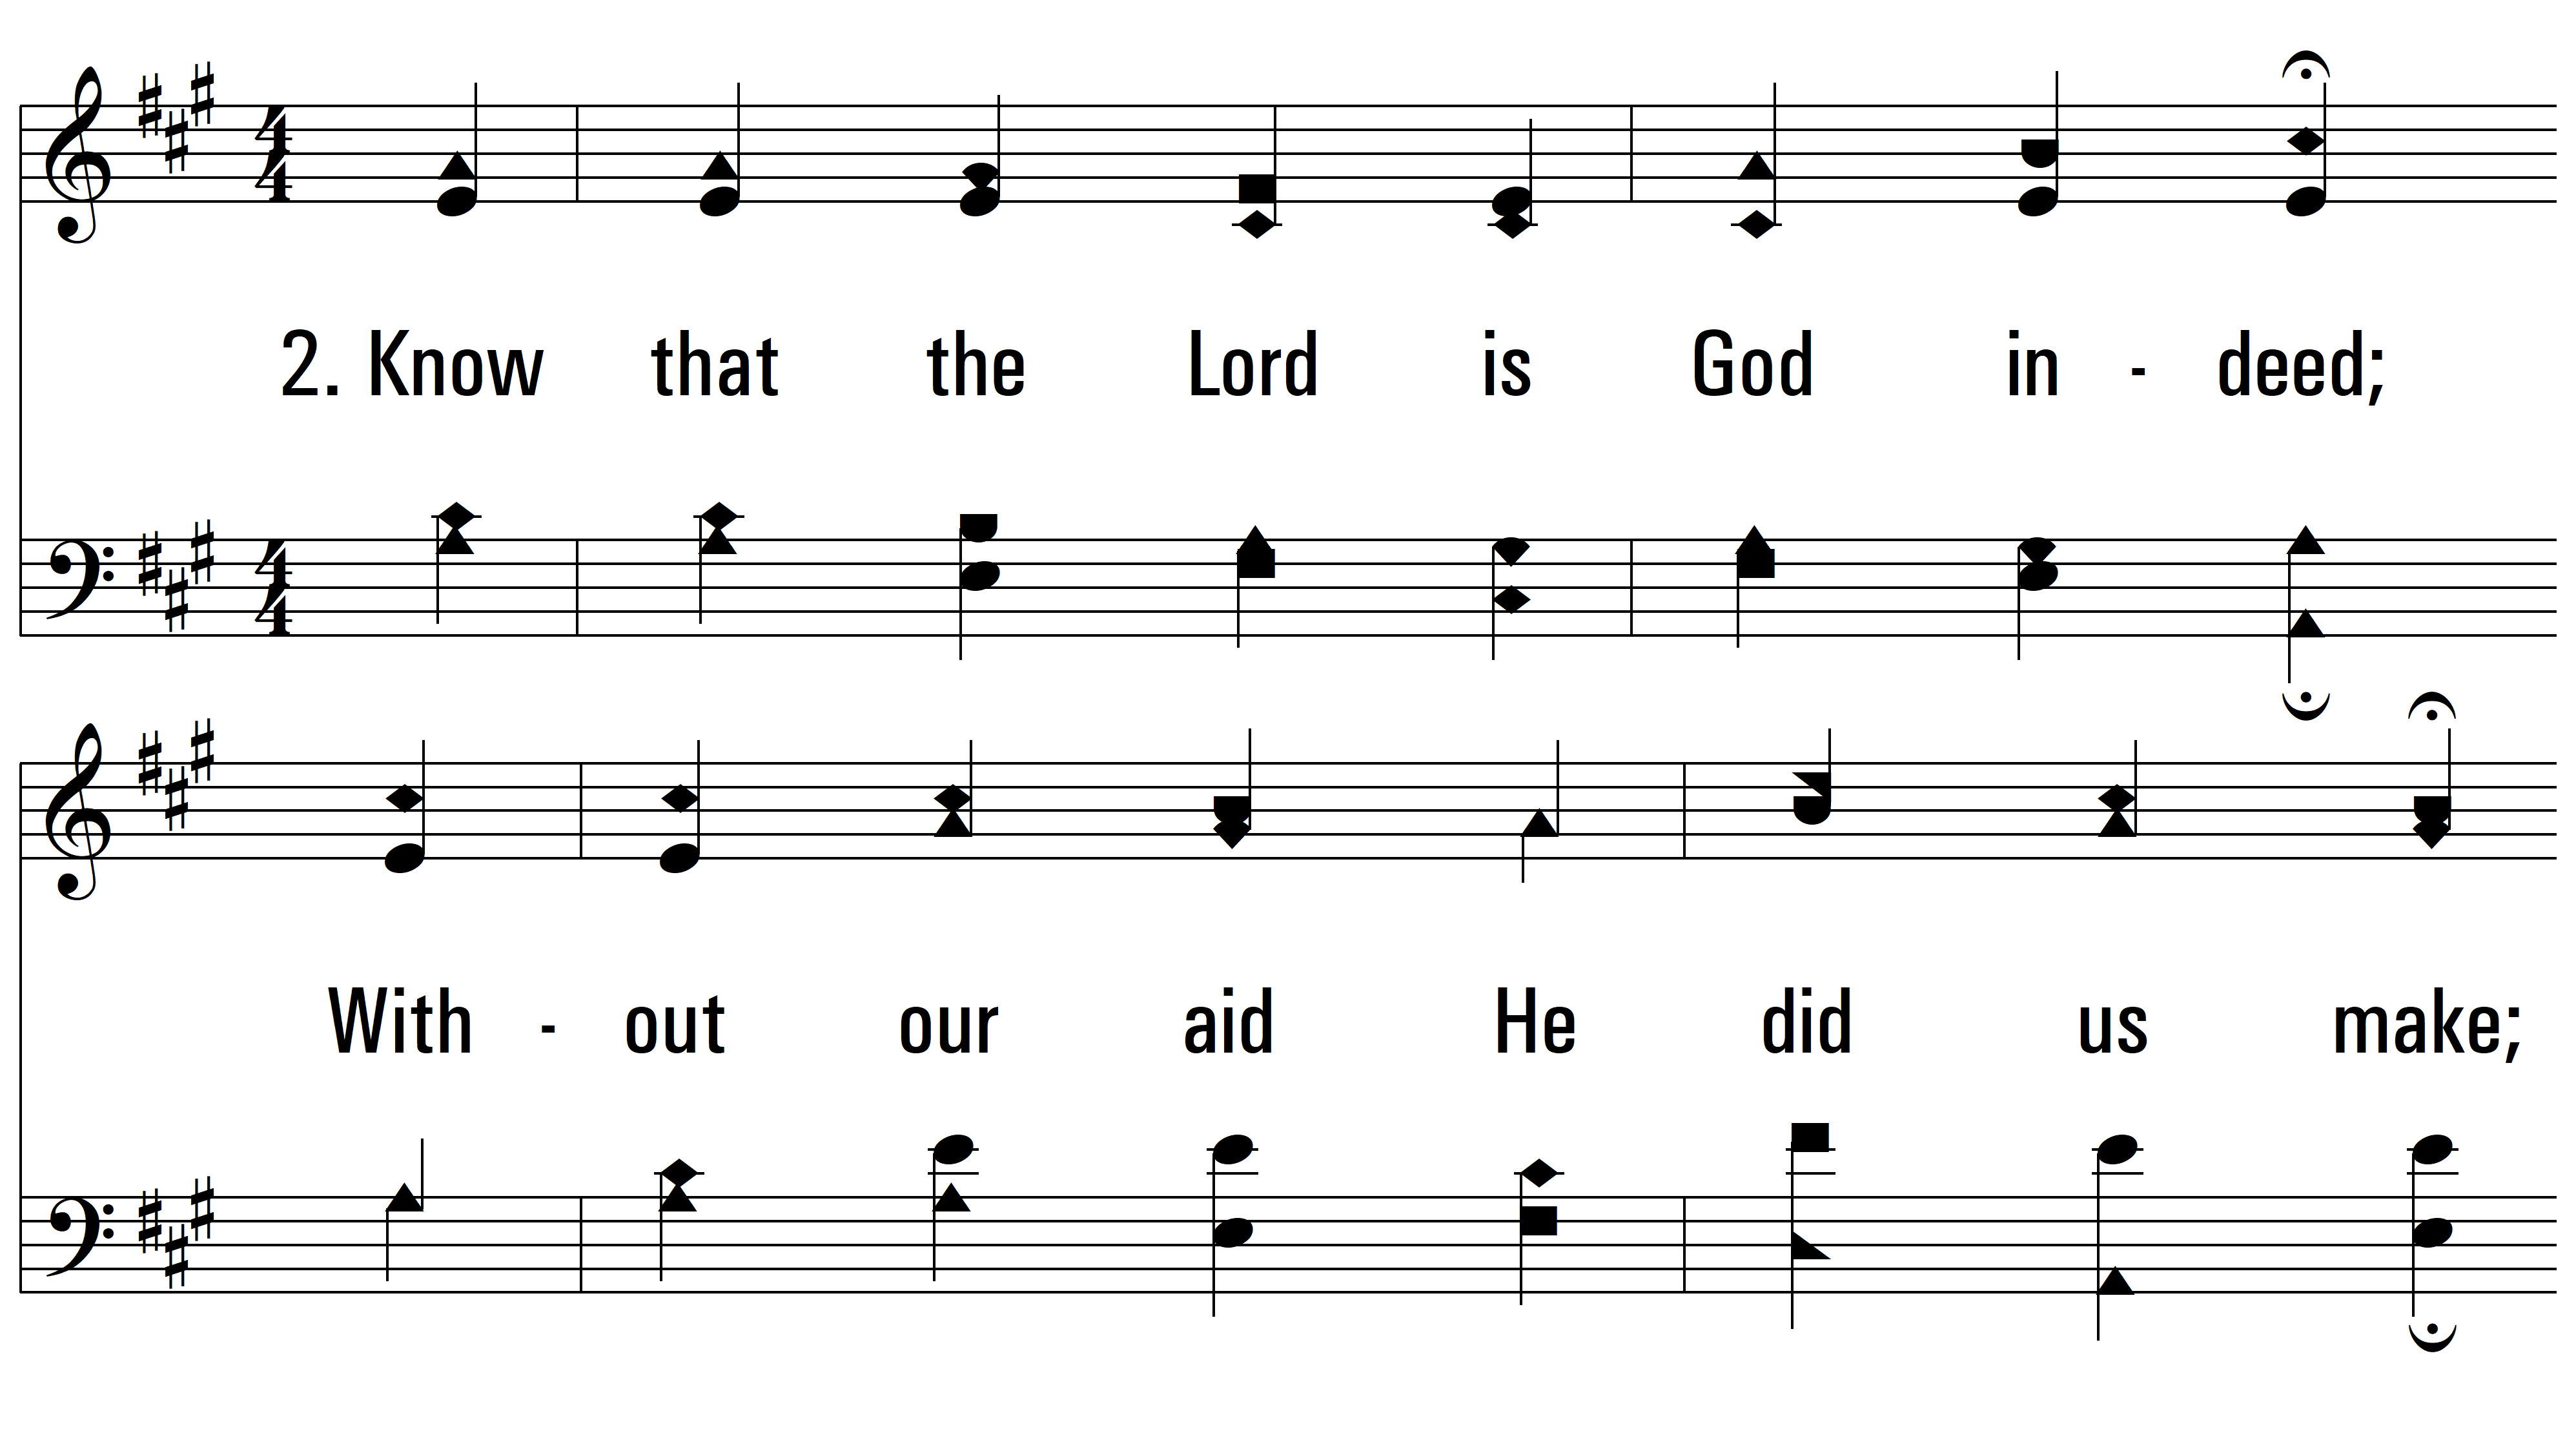 2. Know that the Lord is God in - deed;
With - out our aid He did us make;